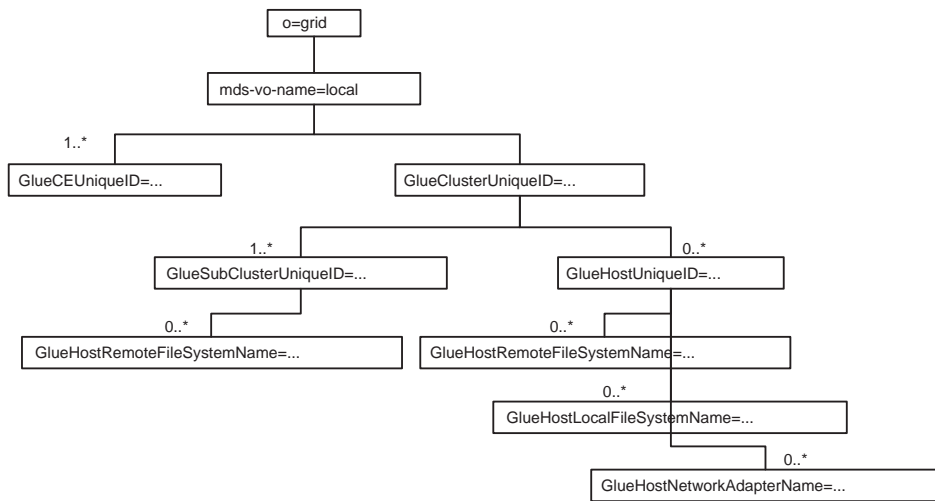 o=grid
mds-vo-name=local
1..*
GlueCEUniqueID=...
GlueClusterUniqueID=...
1..*
0..*
GlueSubClusterUniqueID=...
GlueHostUniqueID=...
0..*
0..*
GlueHostRemoteFileSystemName=...
GlueHostRemoteFileSystemName=...
0..*
GlueHostLocalFileSystemName=...
0..*
GlueHostNetworkAdapterName=...